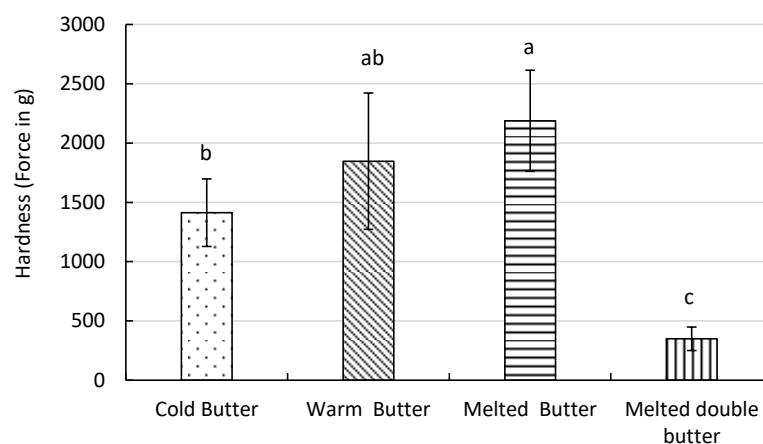 3000
2500
2000
1500
1000
500
0
Hardness (Force in g)
b
ab
a
c
Cold Butter
Warm Butter
Melted Butter
Melted double
butter